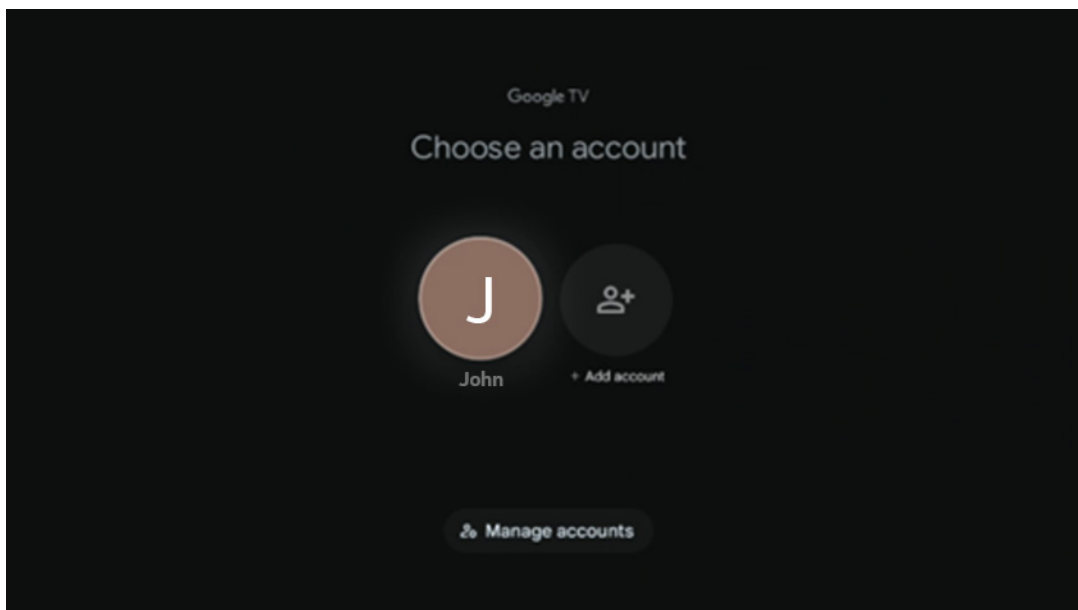 Google TV
Choose an account
J
John
+ Add account
Manage accounts